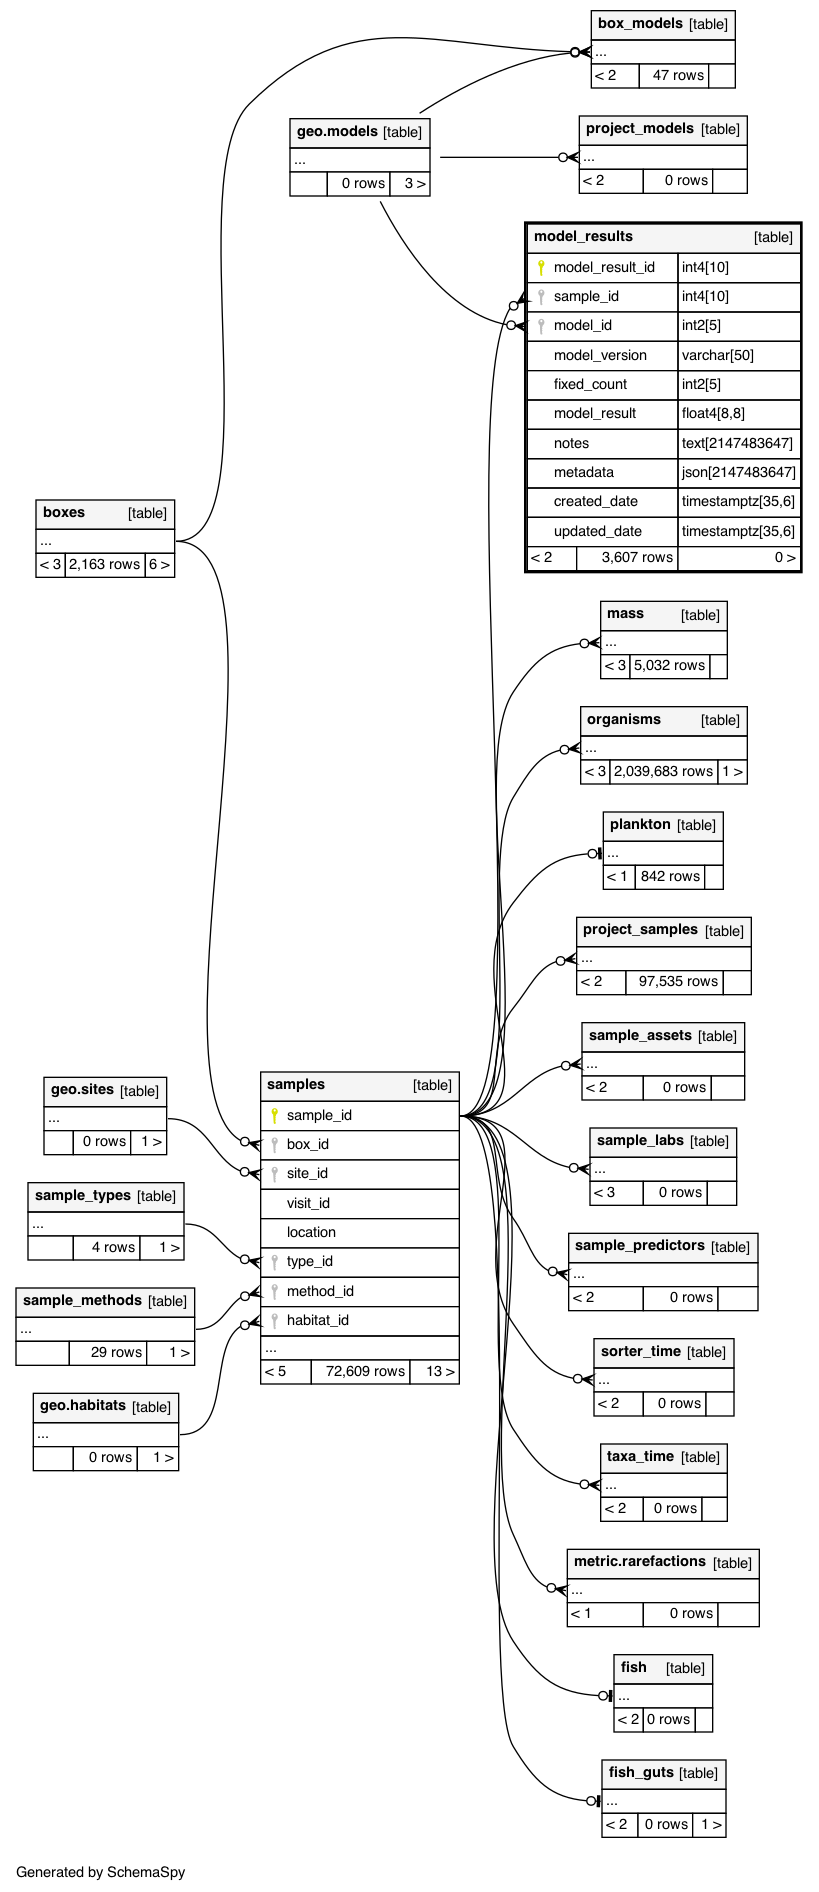 box_models [table]
...
< 2 47 rows
geo.models [table]
...
0 rows 3 >
project_models [table]
...
< 2 0 rows
model_results [table]
model_result_id int4[10]
sample_id int4[10]
model_id int2[5]
model_version varchar[50]
fixed_count int2[5]
model_result float4[8,8]
notes text[2147483647]
metadata json[2147483647]
created_date timestamptz[35,6]
updated_date timestamptz[35,6]
< 2 3,607 rows 0 >
boxes [table]
...
< 3 2,163 rows 6 >
mass [table]
...
< 3 5,032 rows
organisms [table]
...
< 3 2,039,683 rows 1 >
plankton [table]
...
< 1 842 rows
project_samples [table]
...
< 2 97,535 rows
sample_assets [table]
...
< 2 0 rows
geo.sites [table]
...
0 rows 1 >
sample_types [table]
...
4 rows 1 >
sample_methods [table]
...
29 rows 1 >
geo.habitats [table]
...
0 rows 1 >
samples [table]
sample_id
box_id
site_id
visit_id
location
type_id
method_id
habitat_id
...
< 5 72,609 rows 13 >
sample_labs [table]
...
< 3 0 rows
sample_predictors [table]
...
< 2 0 rows
sorter_time [table]
...
< 2 0 rows
taxa_time [table]
...
< 2 0 rows
metric.rarefactions [table]
...
< 1 0 rows
fish [table]
...
< 2 0 rows
fish_guts [table]
...
< 2 0 rows 1 >
Generated by SchemaSpy